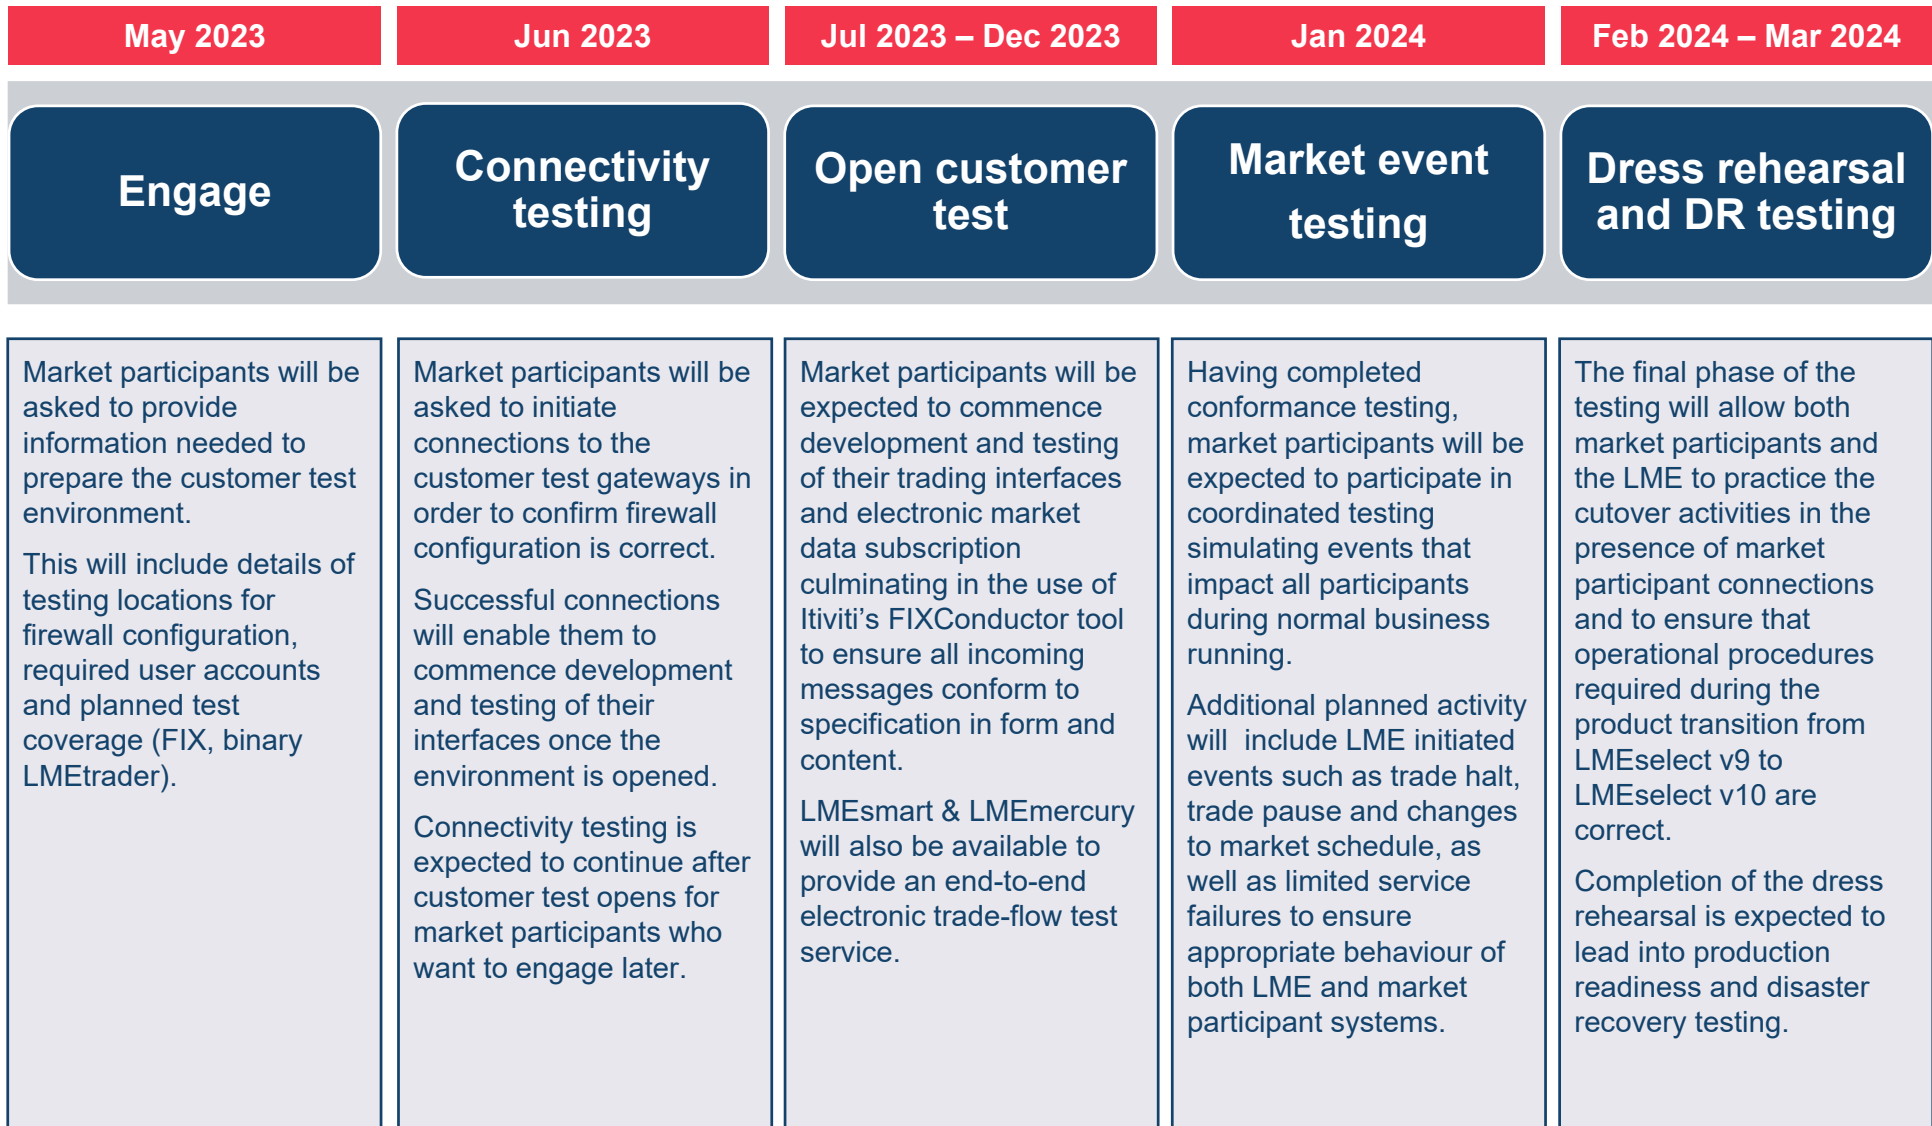 May 2023
Jun 2023
Jul 2023 – Dec 2023
Jan 2024
Feb 2024 – Mar 2024
Engage
Connectivity
testing
Open customer
test
Market event
testing
Dress rehearsal
and DR testing
Market participants will be
asked to provide
information needed to
prepare the customer test
environment.
This will include details of
testing locations for
firewall configuration,
required user accounts
and planned test
coverage (FIX, binary
LMEtrader).
Market participants will be
asked to initiate
connections to the
customer test gateways in
order to confirm firewall
configuration is correct.
Successful connections
will enable them to
commence development
and testing of their
interfaces once the
environment is opened.
Connectivity testing is
expected to continue after
customer test opens for
market participants who
want to engage later.
Market participants will be
expected to commence
development and testing
of their trading interfaces
and electronic market
data subscription
culminating in the use of
Itiviti’s FIXConductor tool
to ensure all incoming
messages conform to
specification in form and
content.
LMEsmart & LMEmercury
will also be available to
provide an end-to-end
electronic trade-flow test
service.
Having completed
conformance testing,
market participants will be
expected to participate in
coordinated testing
simulating events that
impact all participants
during normal business
running.
Additional planned activity
will  include LME initiated
events such as trade halt,
trade pause and changes
to market schedule, as
well as limited service
failures to ensure
appropriate behaviour of
both LME and market
participant systems.
The final phase of the
testing will allow both
market participants and
the LME to practice the
cutover activities in the
presence of market
participant connections
and to ensure that
operational procedures
required during the
product transition from
LMEselect v9 to
LMEselect v10 are
correct.
Completion of the dress
rehearsal is expected to
lead into production
readiness and disaster
recovery testing.